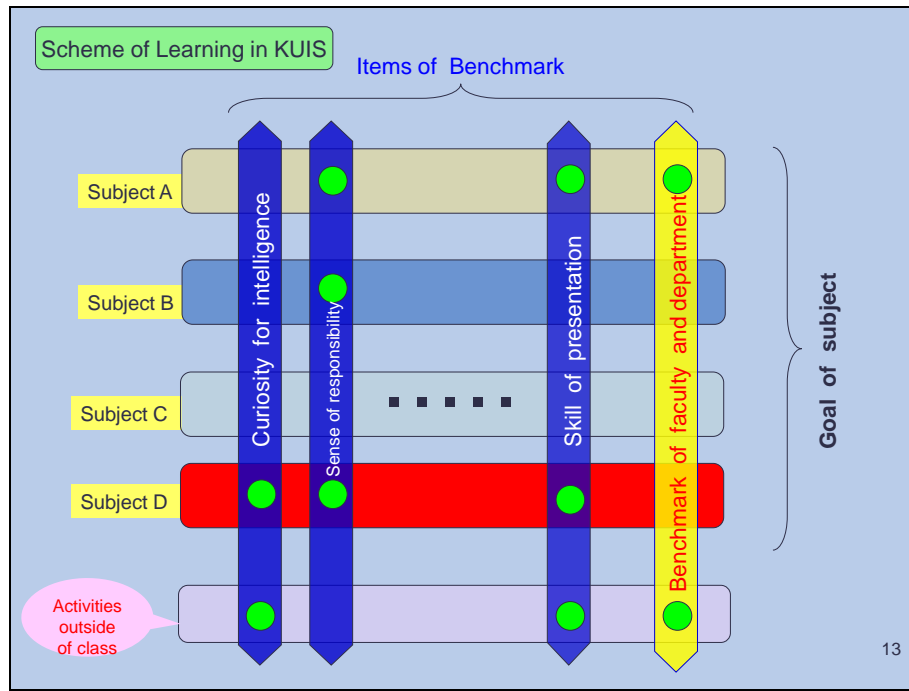 Scheme of Learning in KUIS
Items of Benchmark
Subject A
Subject B
Subject C
Subject D
Activities
outside
of class
Curiosity for intelligence
Sense of responsibility
Skill of presentation
Benchmark of faculty and department
Goal of subject
13